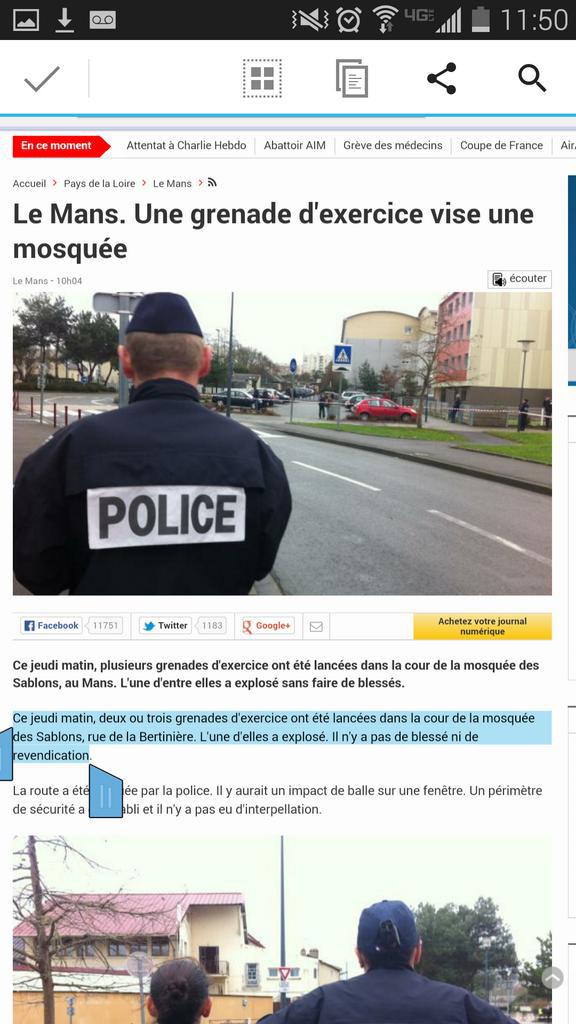 4G LTE 11:50
En ce moment Attentat à Charlie Hebdo Abattoir AIM Grève des médecins Coupe de France Air
Accueil > Pays de la Loire > Le Mans >
Le Mans. Une grenade d'exercice vise une
mosquée
Le Mans - 10h04
écouter
POLICE
Facebook 11751 Twitter 1183 Google+
Achetez votre journal
numérique
Ce jeudi matin, plusieurs grenades d'exercice ont été lancées dans la cour de la mosquée des
Sablons, au Mans. L'une d'entre elles a explosé sans faire de blessés.
Ce jeudi matin, deux ou trois grenades d'exercice ont été lancées dans la cour de la mosquée
des Sablons, rue de la Bertinière. L'une d'elles a explosé. Il n'y a pas de blessé ni de
revendication.
La route a été uée par la police. Il y aurait un impact de balle sur une fenêtre. Un périmètre
de sécurité a abli et il n'y a pas eu d'interpellation.